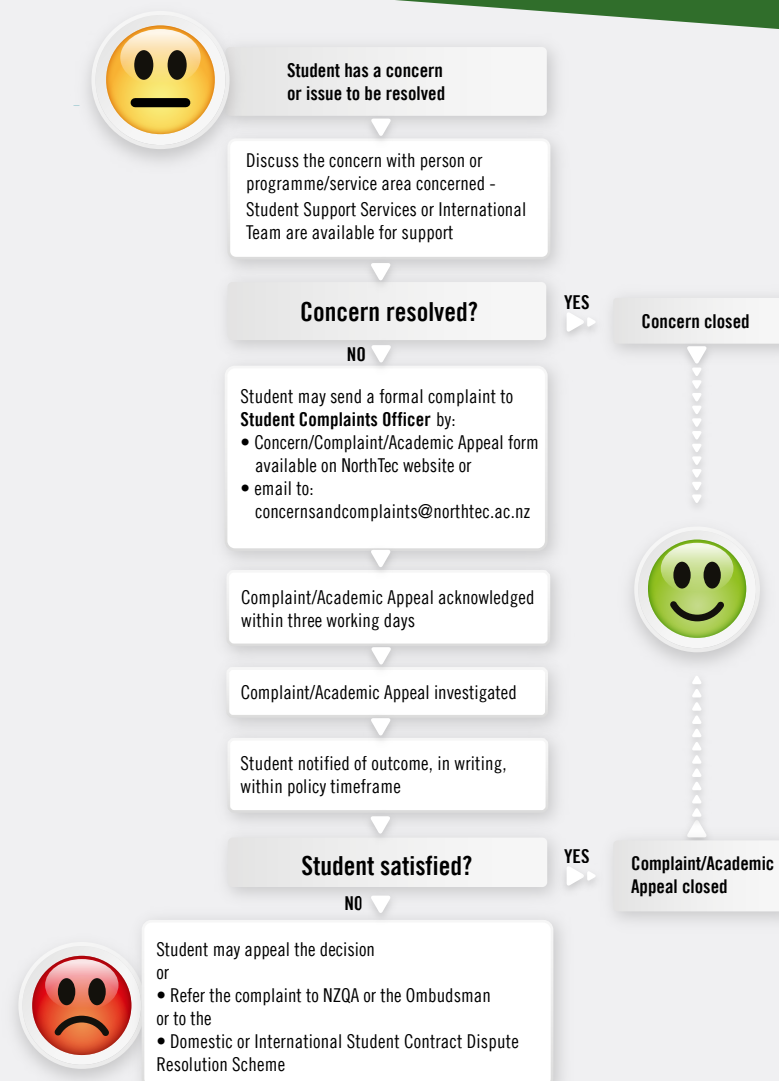 Student has a concern
or issue to be resolved
Discuss the concern with person or
programme/service area concerned -
Student Support Services or International
Team are available for support
Concern resolved?
YES
Concern closed
NO
Student may send a formal complaint to
Student Complaints Officer by:
• Concern/Complaint/Academic Appeal form
available on NorthTec website or
• email to:
concernsandcomplaints@northtec.ac.nz
Complaint/Academic Appeal acknowledged
within three working days
Complaint/Academic Appeal investigated
Student notified of outcome, in writing,
within policy timeframe
Student satisfied?
YES
Complaint/Academic
Appeal closed
NO
Student may appeal the decision
or
• Refer the complaint to NZQA or the Ombudsman
or to the
• Domestic or International Student Contract Dispute
Resolution Scheme